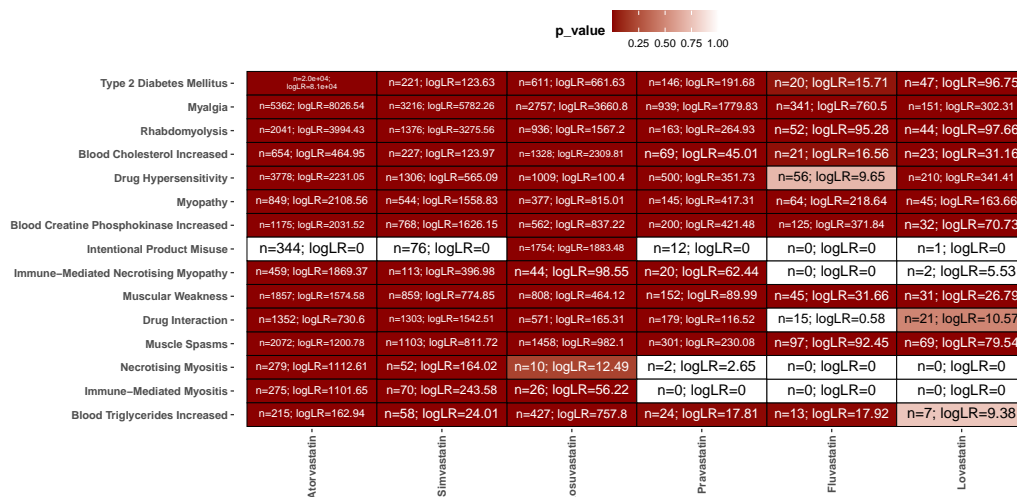 p_value
0.25 0.50 0.75 1.00
Type 2 Diabetes Mellitus n=2.0e+04; logLR=8.1e+04 n=221; logLR=123.63 n=611; logLR=661.63 n=146; logLR=191.68 n=20; logLR=15.71 n=47; logLR=96.75
Myalgia n=5362; logLR=8026.54 n=3216; logLR=5782.26 n=2757; logLR=3660.8 n=939; logLR=1779.83 n=341; logLR=760.5 n=151; logLR=302.31
Rhabdomyolysis n=2041; logLR=3994.43 n=1376; logLR=3275.56 n=936; logLR=1567.2 n=163; logLR=264.93 n=52; logLR=95.28 n=44; logLR=97.66
Blood Cholesterol Increased n=654; logLR=464.95 n=227; logLR=123.97 n=1328; logLR=2309.81 n=69; logLR=45.01 n=21; logLR=16.56 n=23; logLR=31.16
Drug Hypersensitivity n=3778; logLR=2231.05 n=1306; logLR=565.09 n=1009; logLR=100.4 n=500; logLR=351.73 n=56; logLR=9.65 n=210; logLR=341.41
Myopathy n=849; logLR=2108.56 n=544; logLR=1558.83 n=377; logLR=815.01 n=145; logLR=417.31 n=64; logLR=218.64 n=45; logLR=163.66
Blood Creatine Phosphokinase Increased n=1175; logLR=2031.52 n=768; logLR=1626.15 n=562; logLR=837.22 n=200; logLR=421.48 n=125; logLR=371.84 n=32; logLR=70.73
Intentional Product Misuse n=344; logLR=0 n=76; logLR=0 n=1754; logLR=1883.48 n=12; logLR=0 n=0; logLR=0 n=1; logLR=0
Immune−Mediated Necrotising Myopathy n=459; logLR=1869.37 n=113; logLR=396.98 n=44; logLR=98.55 n=20; logLR=62.44 n=0; logLR=0 n=2; logLR=5.53
Muscular Weakness n=1857; logLR=1574.58 n=859; logLR=774.85 n=808; logLR=464.12 n=152; logLR=89.99 n=45; logLR=31.66 n=31; logLR=26.79
Drug Interaction n=1352; logLR=730.6 n=1303; logLR=1542.51 n=571; logLR=165.31 n=179; logLR=116.52 n=15; logLR=0.58 n=21; logLR=10.57
Muscle Spasms n=2072; logLR=1200.78 n=1103; logLR=811.72 n=1458; logLR=982.1 n=301; logLR=230.08 n=97; logLR=92.45 n=69; logLR=79.54
Necrotising Myositis n=279; logLR=1112.61 n=52; logLR=164.02 n=10; logLR=12.49 n=2; logLR=2.65 n=0; logLR=0 n=0; logLR=0
Immune−Mediated Myositis n=275; logLR=1101.65 n=70; logLR=243.58 n=26; logLR=56.22 n=0; logLR=0 n=0; logLR=0 n=0; logLR=0
Blood Triglycerides Increased n=215; logLR=162.94 n=58; logLR=24.01 n=427; logLR=757.8 n=24; logLR=17.81 n=13; logLR=17.92 n=7; logLR=9.38
Atorvastatin Simvastatin osuvastatin Pravastatin Fluvastatin Lovastatin